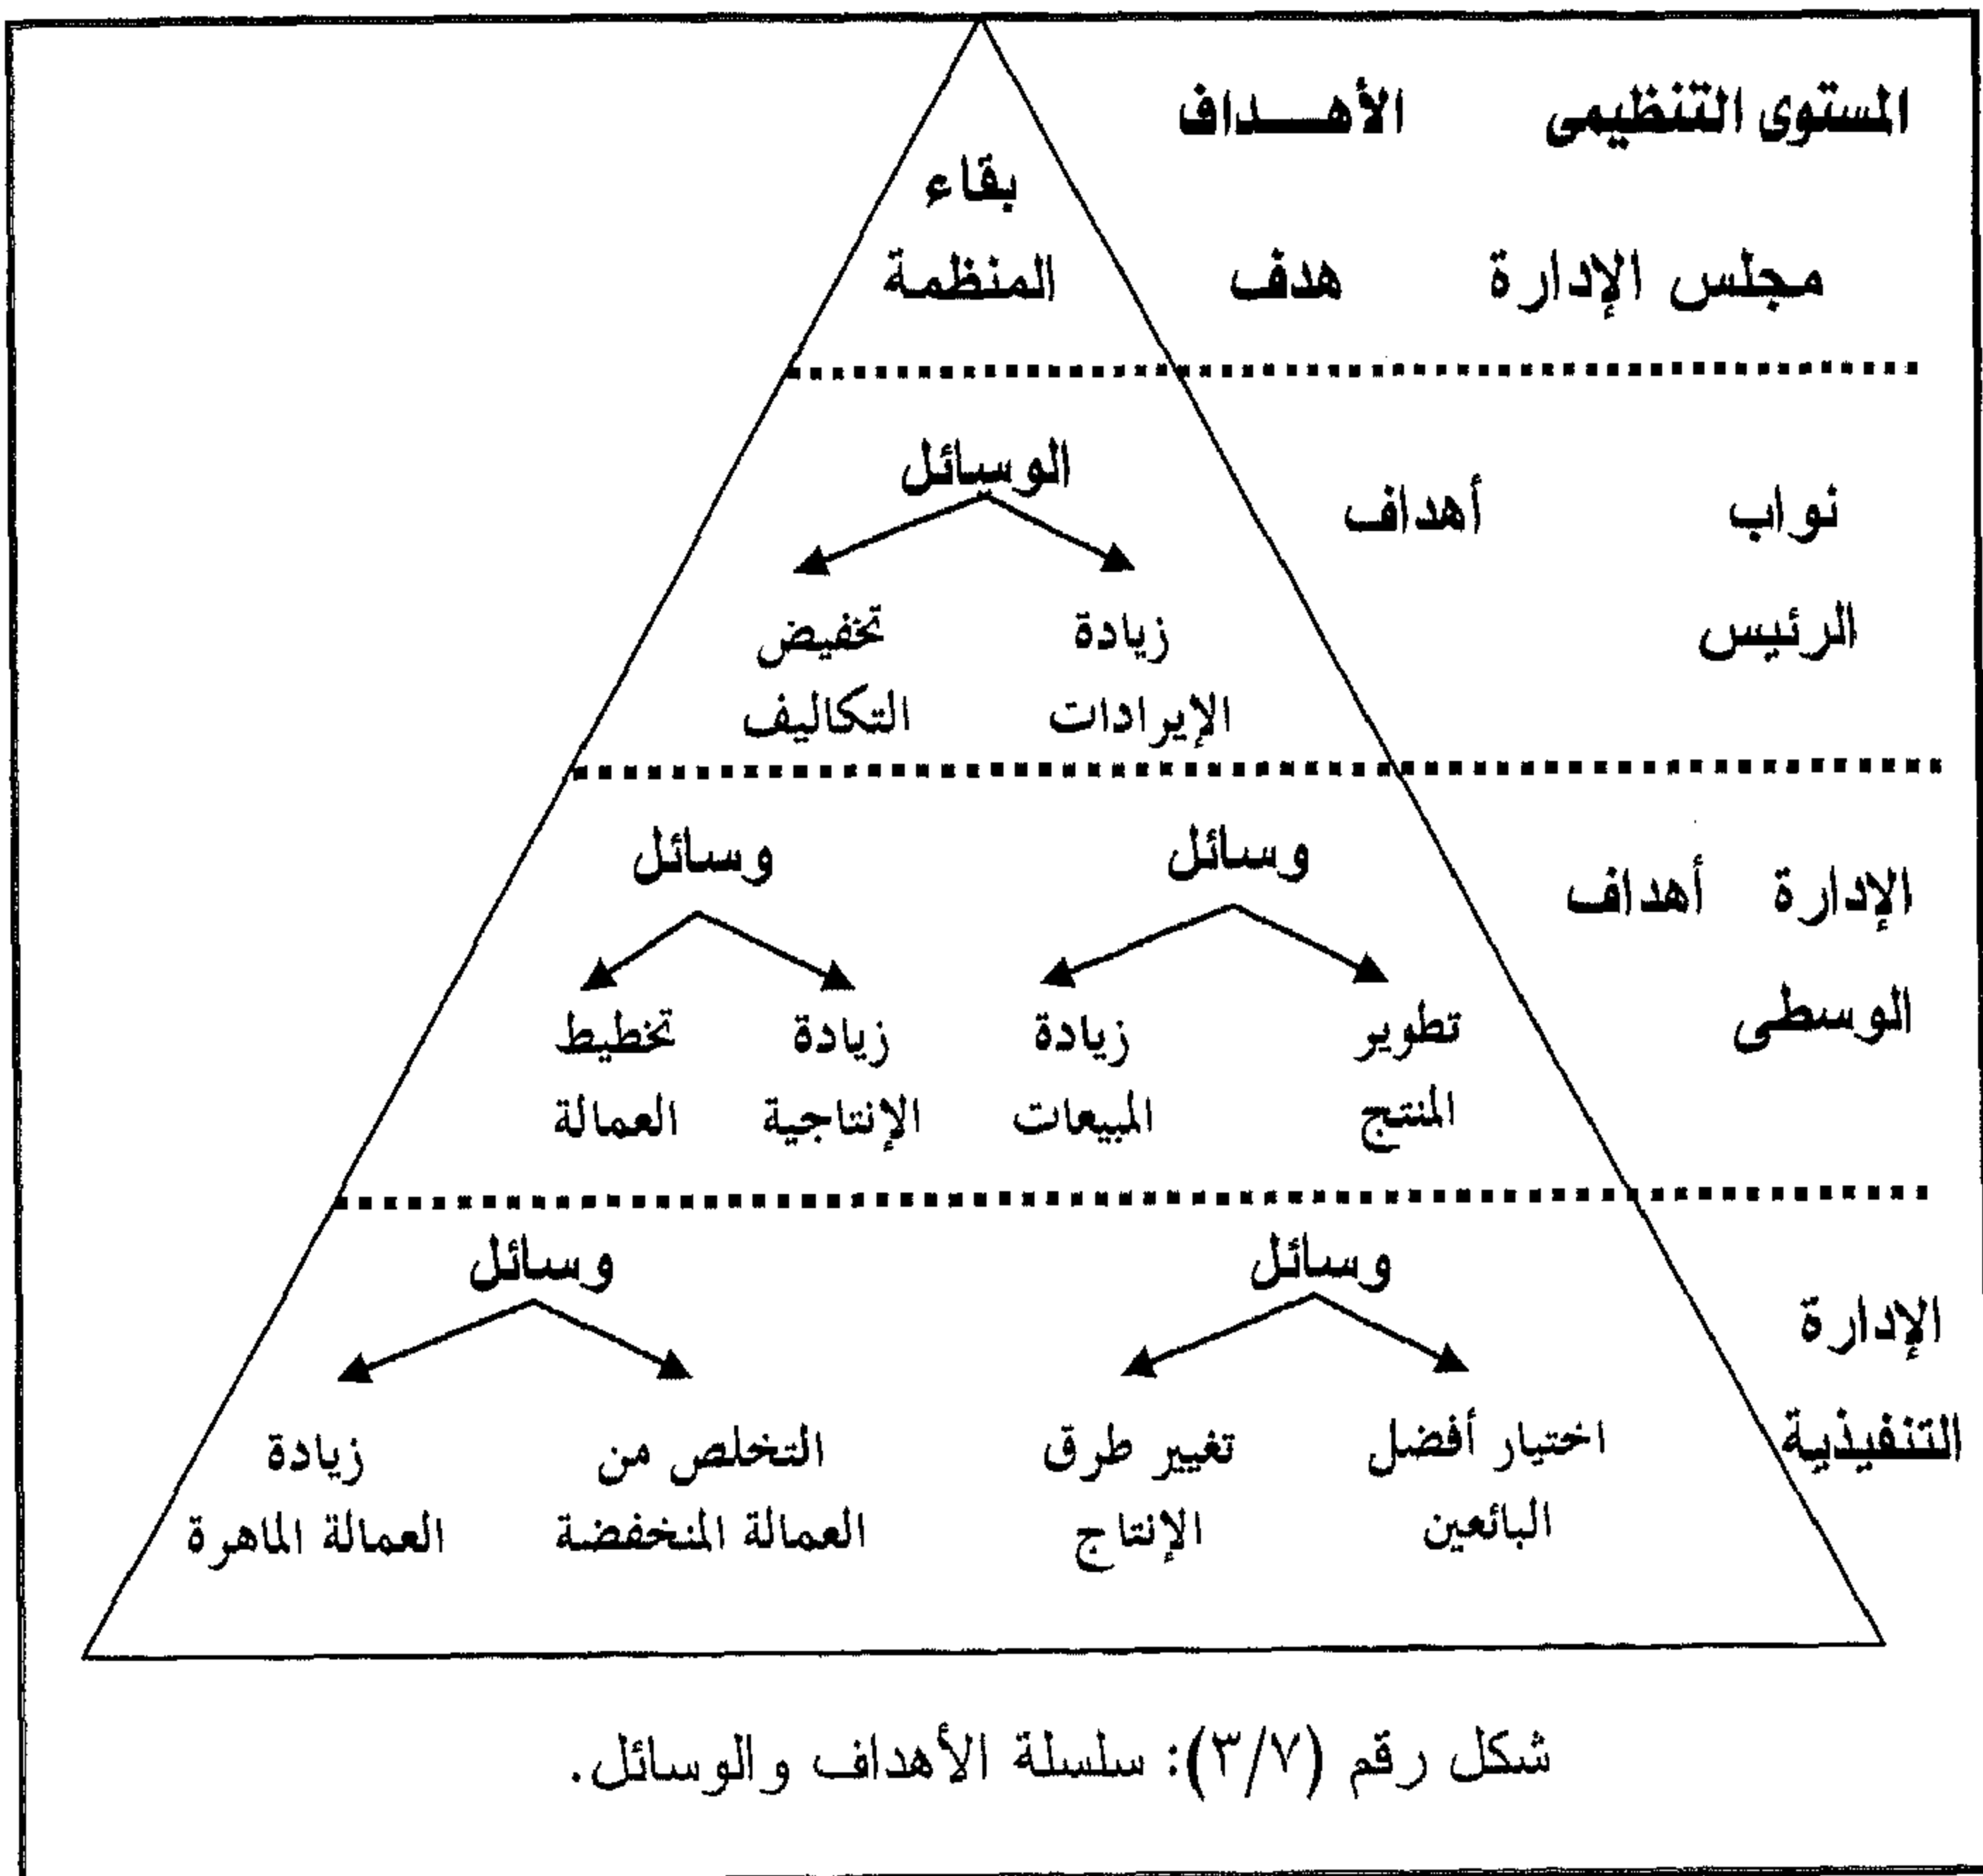 المستوى التنظيمى الأهـــداف
بقاء
مجلس الإدارة هدف المنظمة
الوسائل
نواب أهداف
الرئيس زيادة تخفيض
الإيرادات التكاليف
وسائل وسائل
الإدارة أهداف
الوسطى تطوير زيادة زيادة تخطيط
المنتج المبيعات الإنتاجية العمالة
وسائل وسائل
الإدارة
التنفيذية اختيار أفضل تغيير طرق التخلص من زيادة
البائعين الإنتاج العمالة المنخفضة العمالة الماهرة
شكل رقم (٣/٧): سلسلة الأهداف والوسائل.